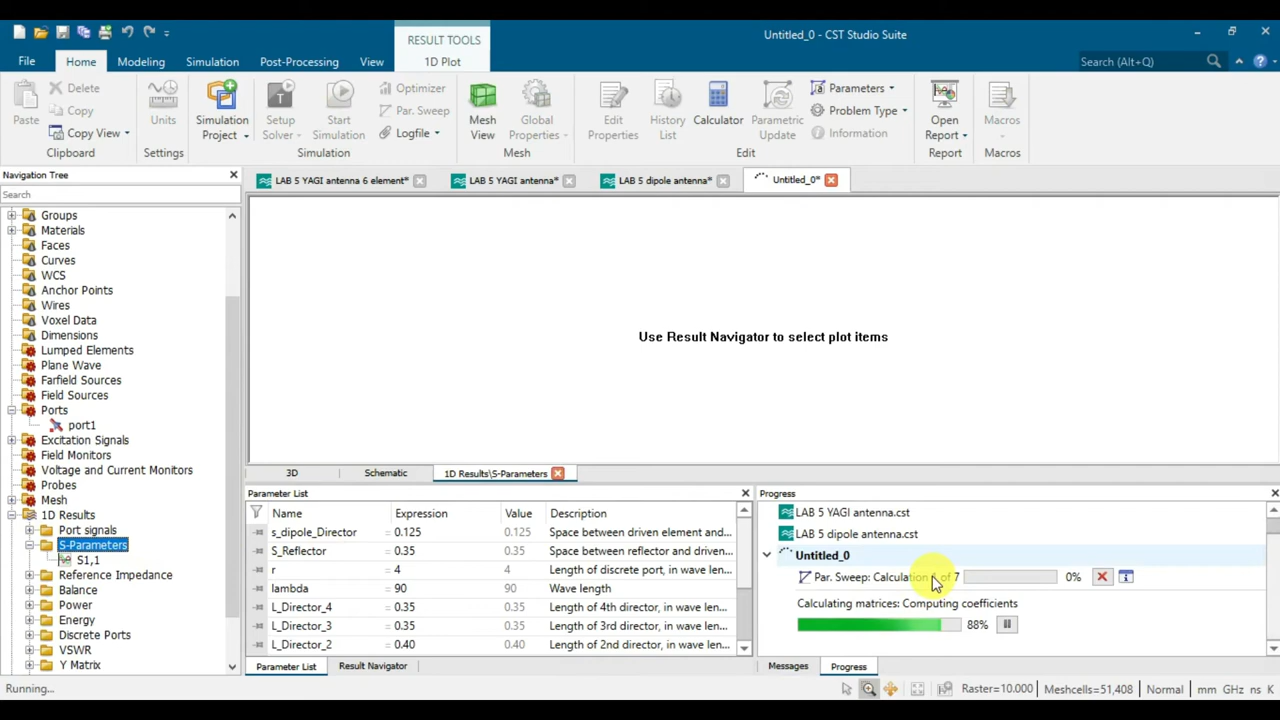 RESULT TOOLS
Untitled_0 - CST Studio Suite
File
Home
Modeling
Simulation
Post-Processing
View
1D Plot
Search (Alt+Q)
Paste
Delete
Copy
Copy View
Clipboard
Units
Settings
Simulation
Project
Setup
Solver
Start
Simulation
Optimizer
Par. Sweep
Logfile
Simulation
Mesh
View
Global
Properties
Mesh
Edit
Properties
History
List
Calculator
Parametric
Update
Parameters
Problem Type
Information
Edit
Open
Report
Report
Macros
Macros
Navigation Tree
Search
LAB 5 YAGI antenna 6 element*
LAB 5 YAGI antenna*
LAB 5 dipole antenna*
Untitled_0*
Groups
Materials
Faces
Curves
WCS
Anchor Points
Wires
Voxel Data
Dimensions
Lumped Elements
Plane Wave
Farfield Sources
Field Sources
Ports
port1
Excitation Signals
Field Monitors
Voltage and Current Monitors
Probes
Mesh
1D Results
Port signals
S-Parameters
S1,1
Reference Impedance
Balance
Power
Energy
Discrete Ports
VSWR
Y Matrix
Use Result Navigator to select plot items
3D
Schematic
1D Results\S-Parameters
Parameter List
Name Expression Value Description
s_dipole_Director = 0.125 0.125 Space between driven element and
S_Reflector = 0.35 0.35 Space between reflector and driven
r = 4 4 Length of discrete port, in wave len
lambda = 90 90 Wave length
L_Director_4 = 0.35 0.35 Length of 4th director, in wave len
L_Director_3 = 0.35 0.35 Length of 3rd director, in wave len
L_Director_2 = 0.40 0.40 Length of 2nd director, in wave len
Parameter List
Result Navigator
Progress
LAB 5 YAGI antenna.cst
LAB 5 dipole antenna.cst
Untitled_0
Par. Sweep: Calculation of 7 0%
Calculating matrices: Computing coefficients
88%
Messages
Progress
Running...
Raster=10.000 Meshcells=51,408 Normal mm GHz ns K